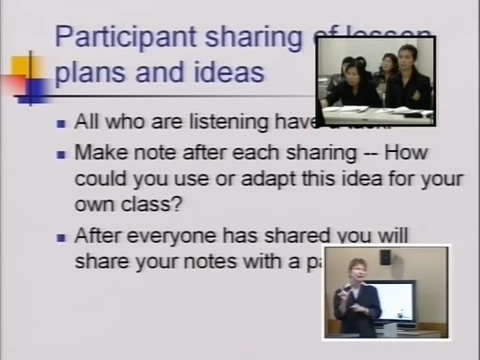 Participant sharing of lesson
plans and ideas
All who are listening have a task.
Make note after each sharing -- How
could you use or adapt this idea for your
own class?
After everyone has shared you will
share your notes with a